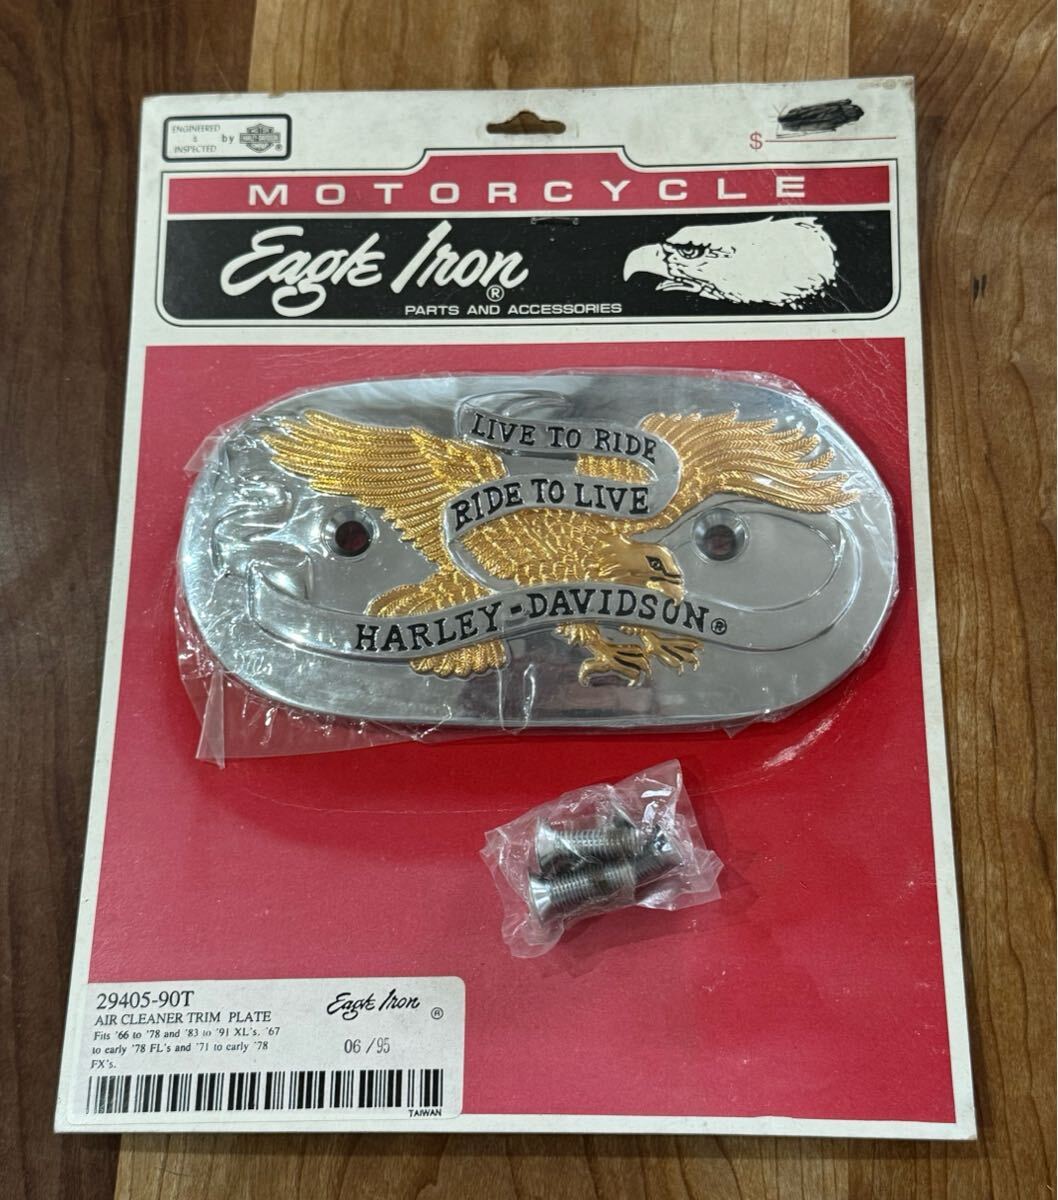 ENGINEERED
&
INSPECTED
by
HARLEY-DAVIDSON
®
$
MOTORCYCLE
Eagle Iron ®
PARTS AND ACCESSORIES
LIVE TO RIDE
RIDE TO LIVE
HARLEY-DAVIDSON®
29405-90T
AIR CLEANER TRIM PLATE
Fits '66 to '78 and '83 to '91 XL's. '67
to early '78 FL's and '71 to early '78
FX's.
Eagle Iron ®
06/95
TAIWAN